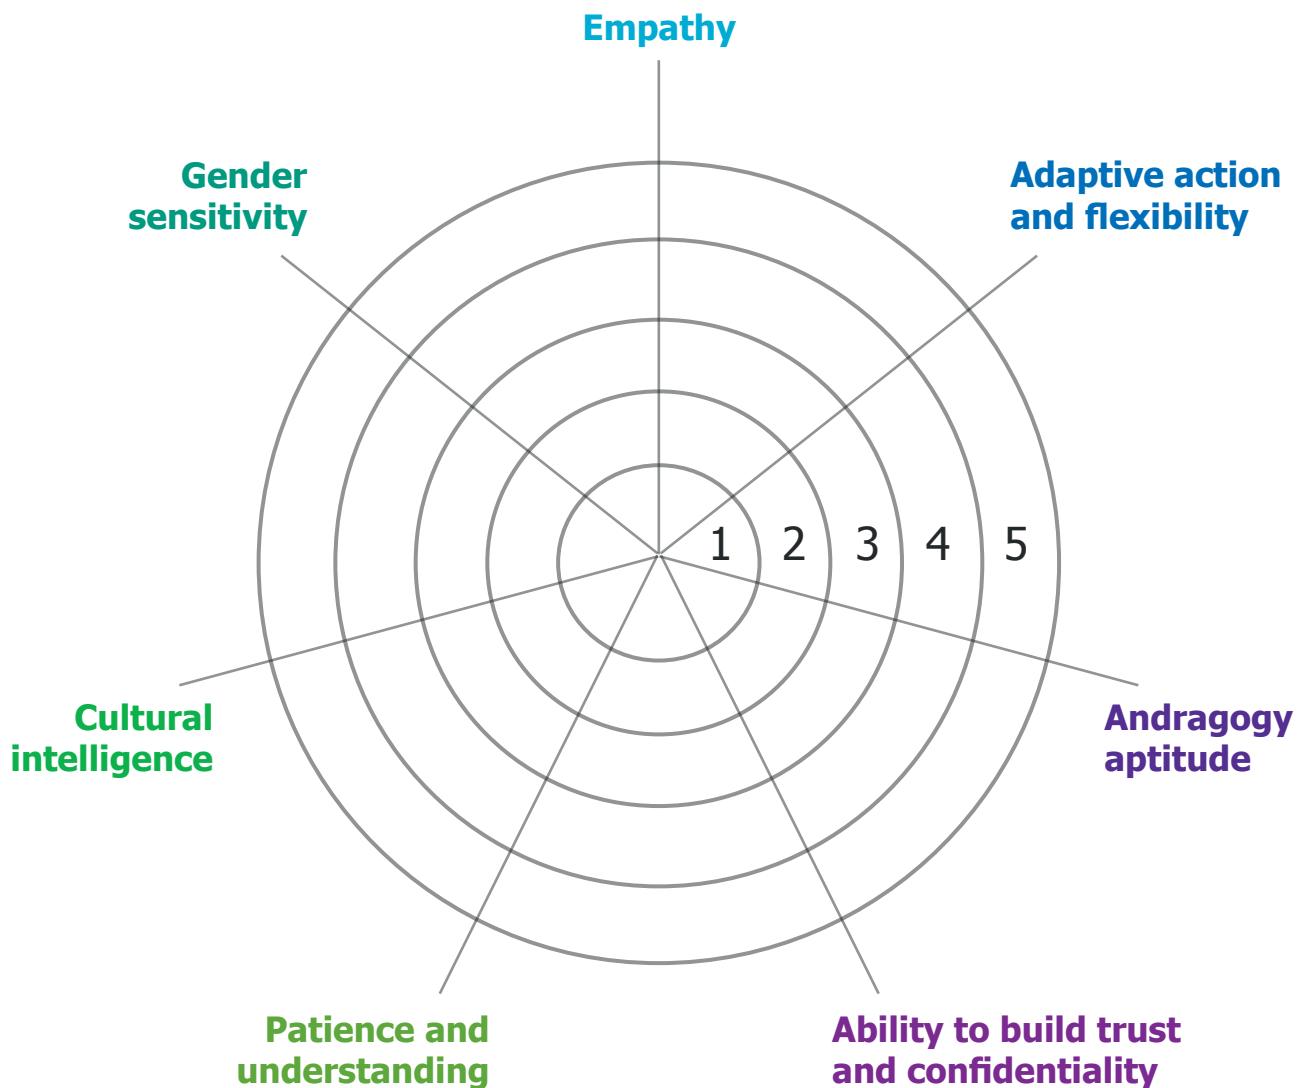 Empathy
Gender
sensitivity
Adaptive action
and flexibility
1 2 3 4 5
Cultural
intelligence
Andragogy
aptitude
Patience and
understanding
Ability to build trust
and confidentiality